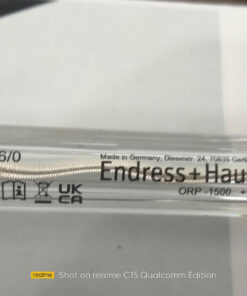 6/0
Made in Germany, Dieselstr. 24, 70839 Gerli
Endress+Hau
UK
CA
ORP -1500...+
realme Shot on realme C15 Qualcomm Edition